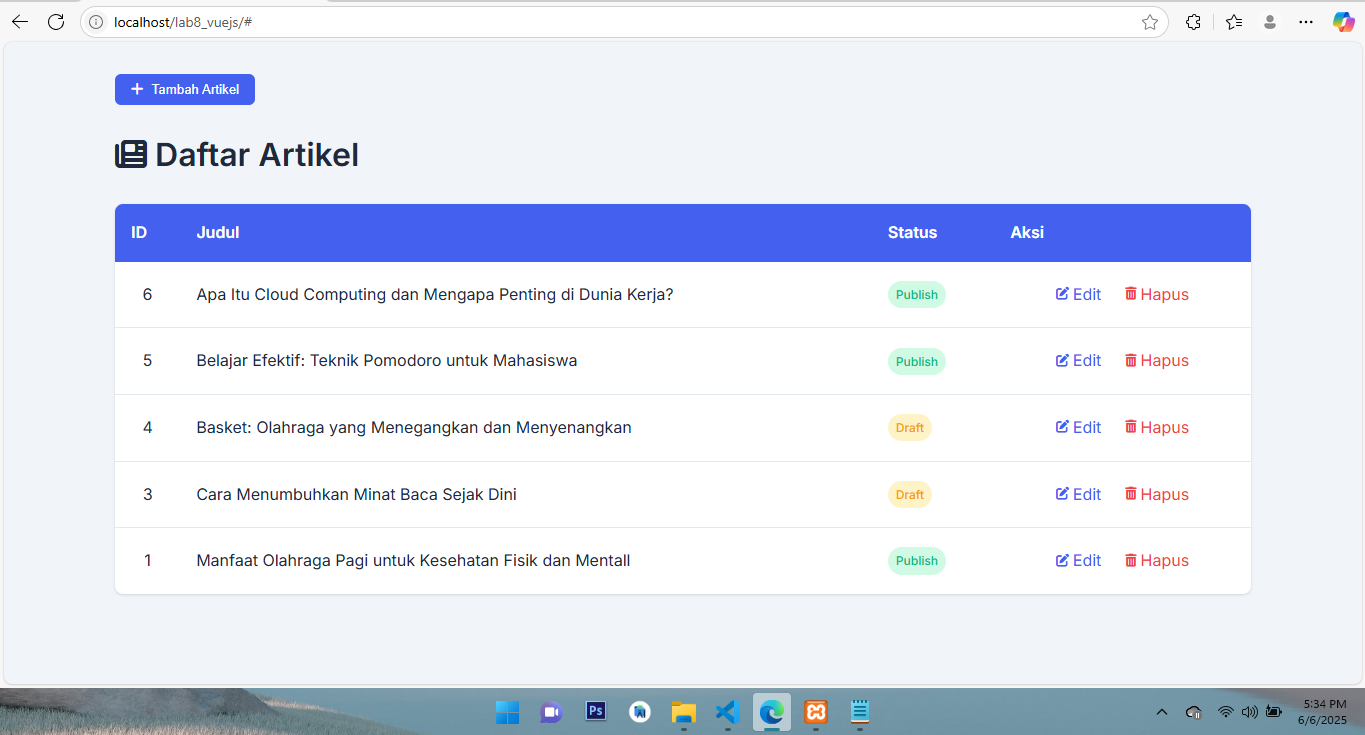 localhost/lab8_vuejs/#
Tambah Artikel
Daftar Artikel
ID Judul Status Aksi
6 Apa Itu Cloud Computing dan Mengapa Penting di Dunia Kerja? Publish Edit Hapus
5 Belajar Efektif: Teknik Pomodoro untuk Mahasiswa Publish Edit Hapus
4 Basket: Olahraga yang Menegangkan dan Menyenangkan Draft Edit Hapus
3 Cara Menumbuhkan Minat Baca Sejak Dini Draft Edit Hapus
1 Manfaat Olahraga Pagi untuk Kesehatan Fisik dan Mentall Publish Edit Hapus
Ps
AI
5:34 PM
6/6/2025